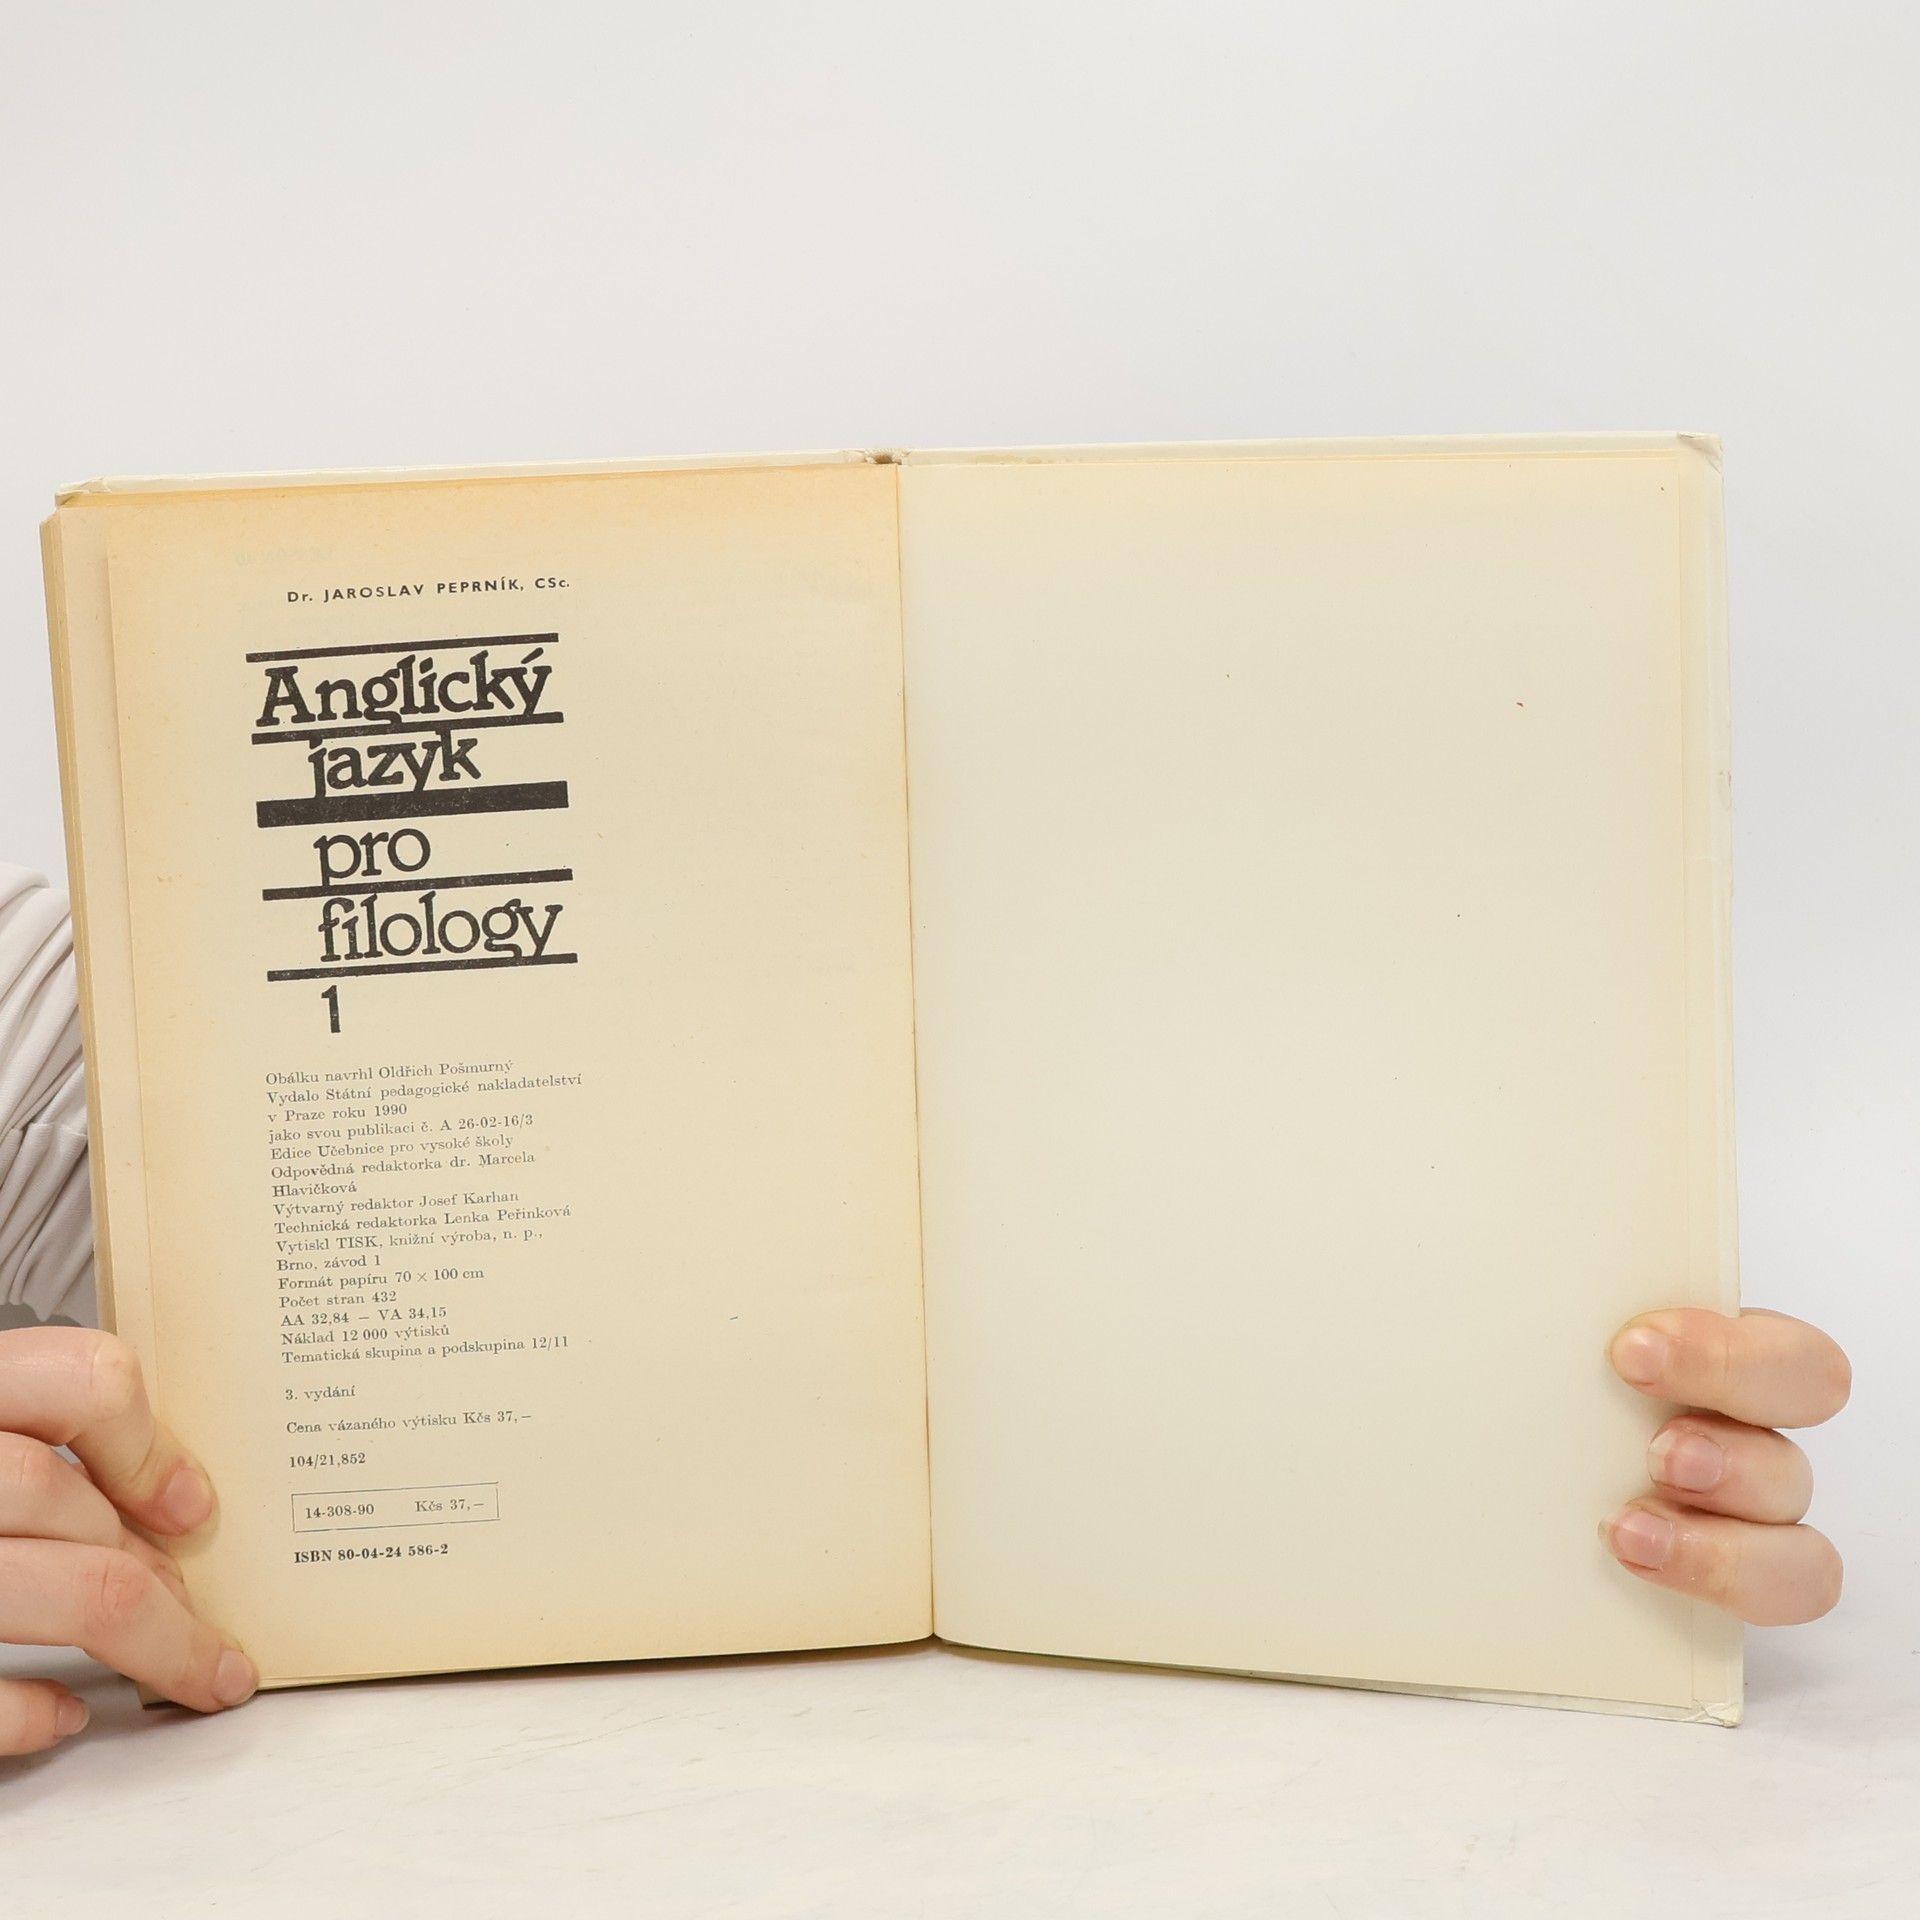 Dr. JAROSLAV PEPRNÍK, CSc.
Anglický
jazyk
pro
filology
1
Obálku navrhl Oldřich Pošmurný
Vydalo Státní pedagogické nakladatelství
v Praze roku 1990
jako svou publikaci č. A 26-02-16/3
Edice Učebnice pro vysoké školy
Odpovědná redaktorka dr. Marcela
Hlavičková
Výtvarný redaktor Josef Karhan
Technická redaktorka Lenka Peřinková
Vytiskl TISK, knižní výroba, n. p.,
Brno, závod 1
Formát papíru 70 × 100 cm
Počet stran 432
AA 32,84 – VA 34,15
Náklad 12 000 výtisků
Tematická skupina a podskupina 12/11
3. vydání
Cena vázaného výtisku Kčs 37,–
104/21,852
14-308-90 Kčs 37,–
ISBN 80-04-24 586-2